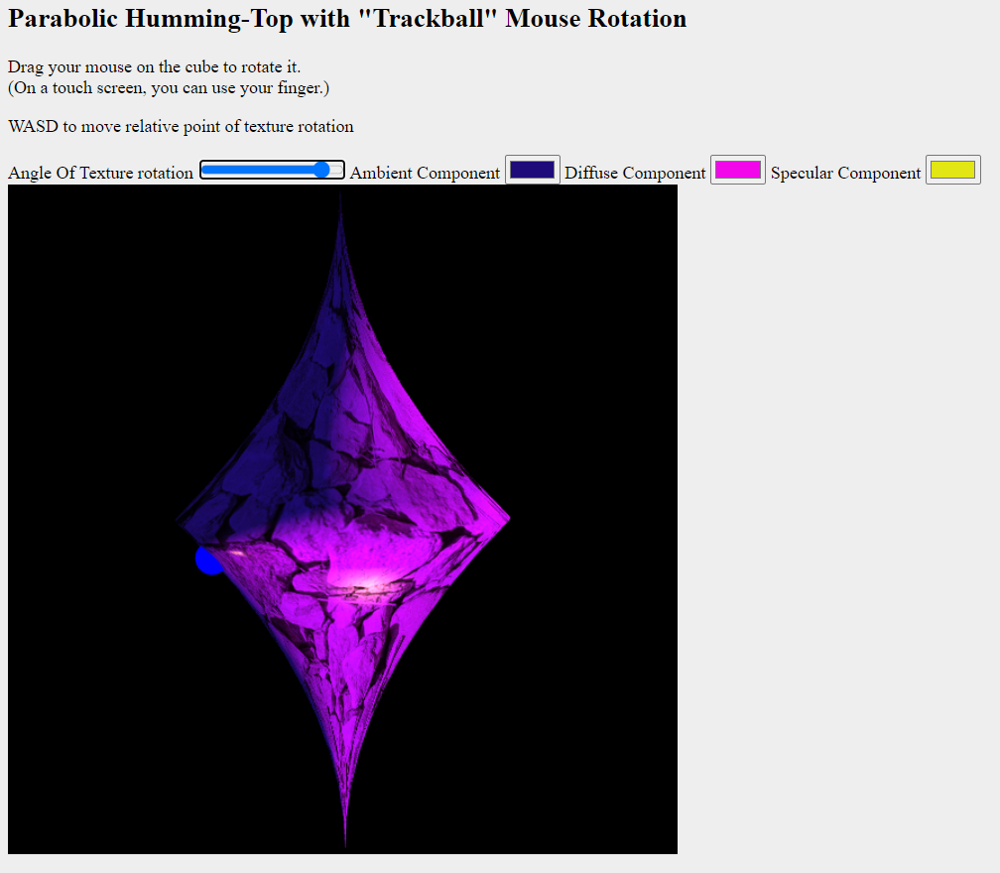 Parabolic Humming-Top with "Trackball" Mouse Rotation
Drag your mouse on the cube to rotate it.
(On a touch screen, you can use your finger.)
WASD to move relative point of texture rotation
Angle Of Texture rotation Ambient Component Diffuse Component Specular Component